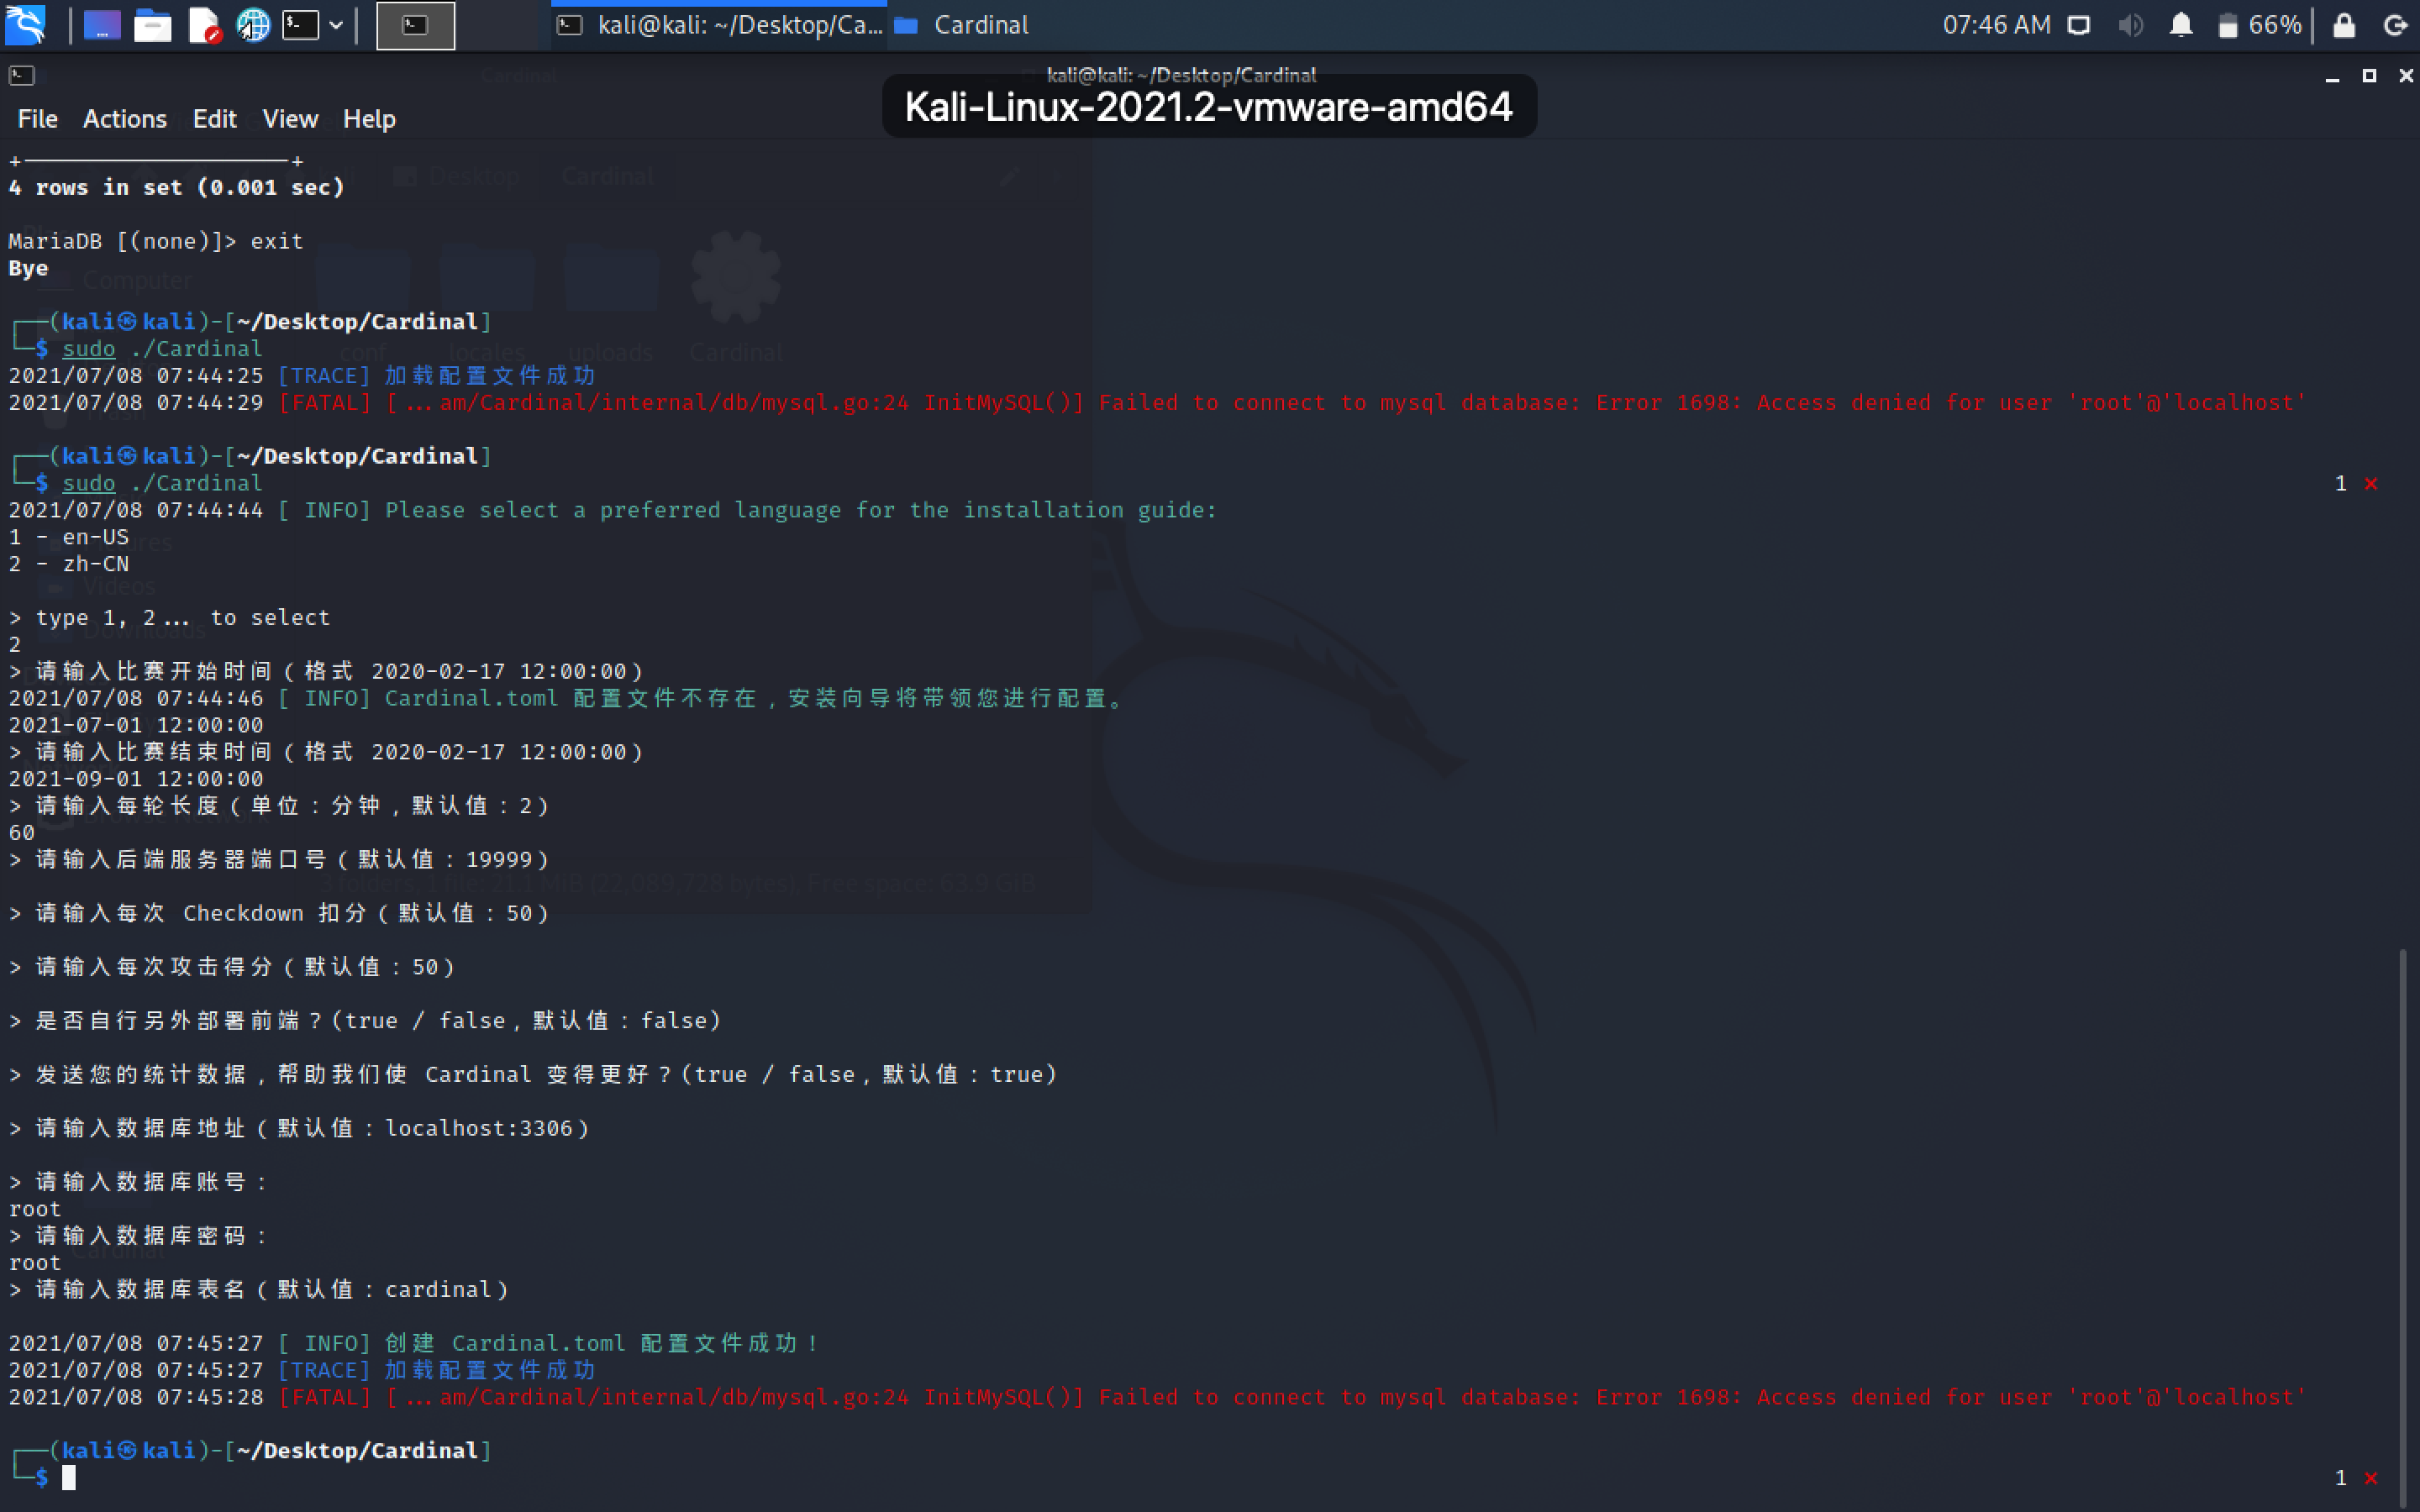 kali@kali: ~/Desktop/Ca...
Cardinal
07:46 AM
66%
kali@kali: ~/Desktop/Cardinal
Kali-Linux-2021.2-vmware-amd64
File Actions Edit View Help
4 rows in set (0.001 sec)
MariaDB [(none)]> exit
Bye
(kali㉿kali)-[~/Desktop/Cardinal]
$ sudo ./Cardinal
2021/07/08 07:44:25 [TRACE] 加载配置文件成功
2021/07/08 07:44:29 [FATAL] [...am/Cardinal/internal/db/mysql.go:24 InitMySQL()] Failed to connect to mysql database: Error 1698: Access denied for user 'root'@'localhost'
(kali㉿kali)-[~/Desktop/Cardinal]
$ sudo ./Cardinal 1 ×
2021/07/08 07:44:44 [ INFO] Please select a preferred language for the installation guide:
1 - en-US
2 - zh-CN
> type 1, 2... to select
2
> 请输入比赛开始时间（格式 2020-02-17 12:00:00）
2021/07/08 07:44:46 [ INFO] Cardinal.toml 配置文件不存在，安装向导将带领您进行配置。
2021-07-01 12:00:00
> 请输入比赛结束时间（格式 2020-02-17 12:00:00）
2021-09-01 12:00:00
> 请输入每轮长度（单位：分钟，默认值：2）
60
> 请输入后端服务器端口号（默认值：19999）
> 请输入每次 Checkdown 扣分（默认值：50）
> 请输入每次攻击得分（默认值：50）
> 是否自行另外部署前端？(true / false，默认值：false)
> 发送您的统计数据，帮助我们使 Cardinal 变得更好？(true / false，默认值：true)
> 请输入数据库地址（默认值：localhost:3306）
> 请输入数据库账号：
root
> 请输入数据库密码：
root
> 请输入数据库表名（默认值：cardinal）
2021/07/08 07:45:27 [ INFO] 创建 Cardinal.toml 配置文件成功！
2021/07/08 07:45:27 [TRACE] 加载配置文件成功
2021/07/08 07:45:28 [FATAL] [...am/Cardinal/internal/db/mysql.go:24 InitMySQL()] Failed to connect to mysql database: Error 1698: Access denied for user 'root'@'localhost'
(kali㉿kali)-[~/Desktop/Cardinal]
$ 1 ×